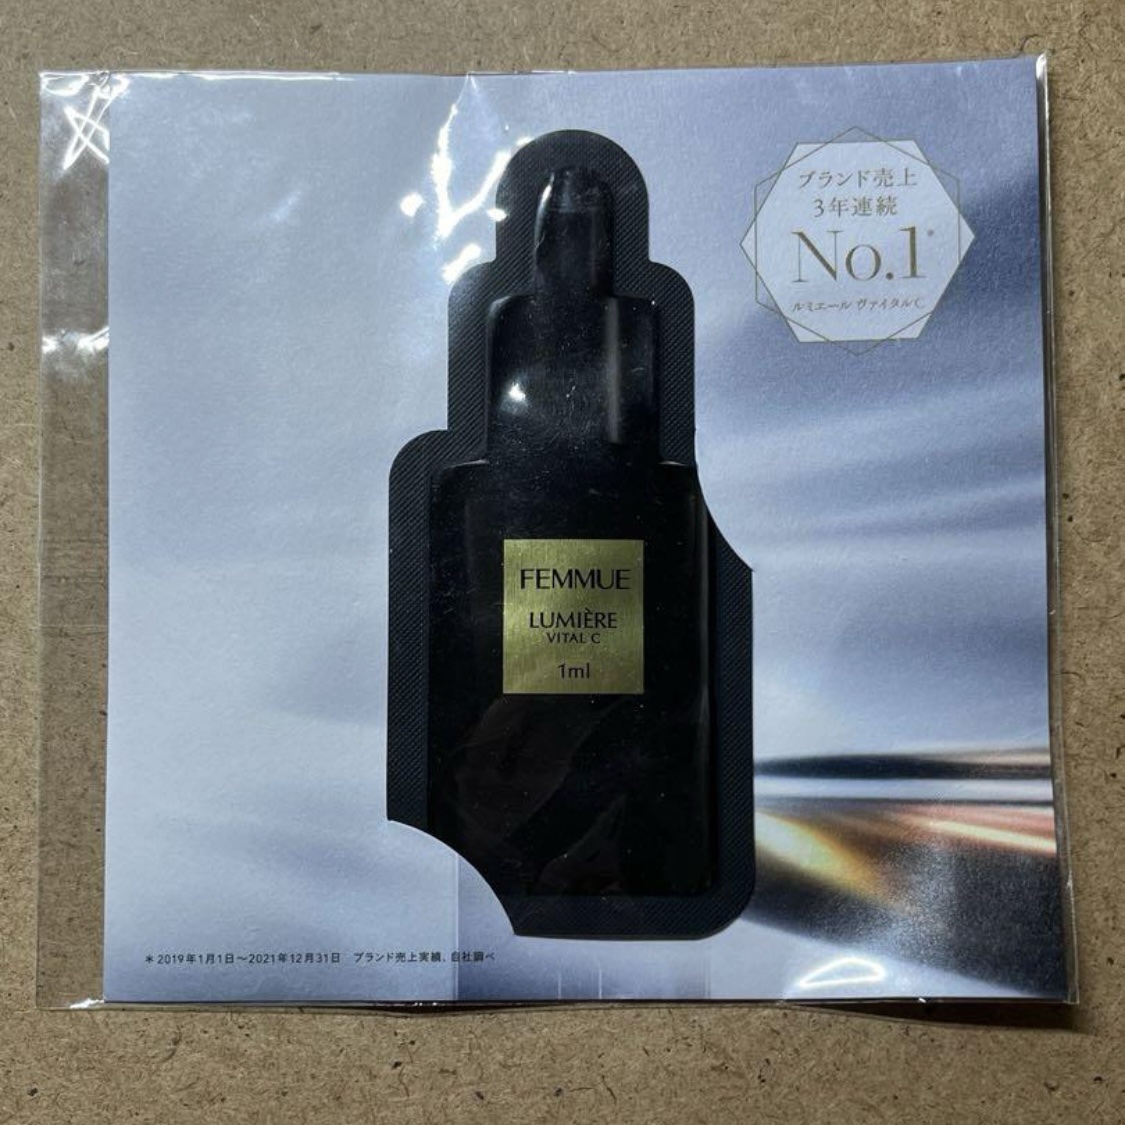 ブランド売上
3年連続
No.1*
ルミエール ヴァイタルC
FEMMUE
LUMIÈRE
VITAL C
1ml
＊2019年1月1日～2021年12月31日 ブランド売上実績、自社調べ